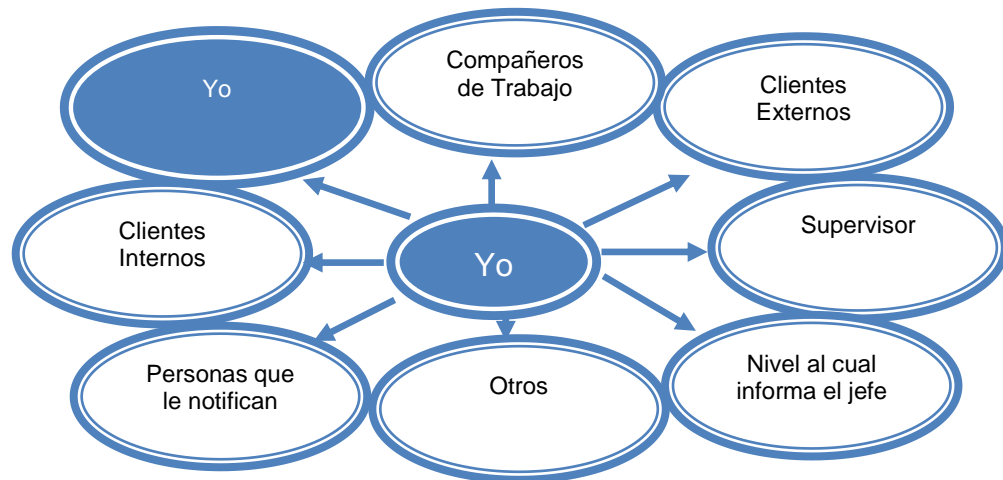 Yo
Compañeros
de Trabajo
Clientes
Externos
Clientes
Internos
Yo
Supervisor
Personas que
le notifican
Otros
Nivel al cual
informa el jefe